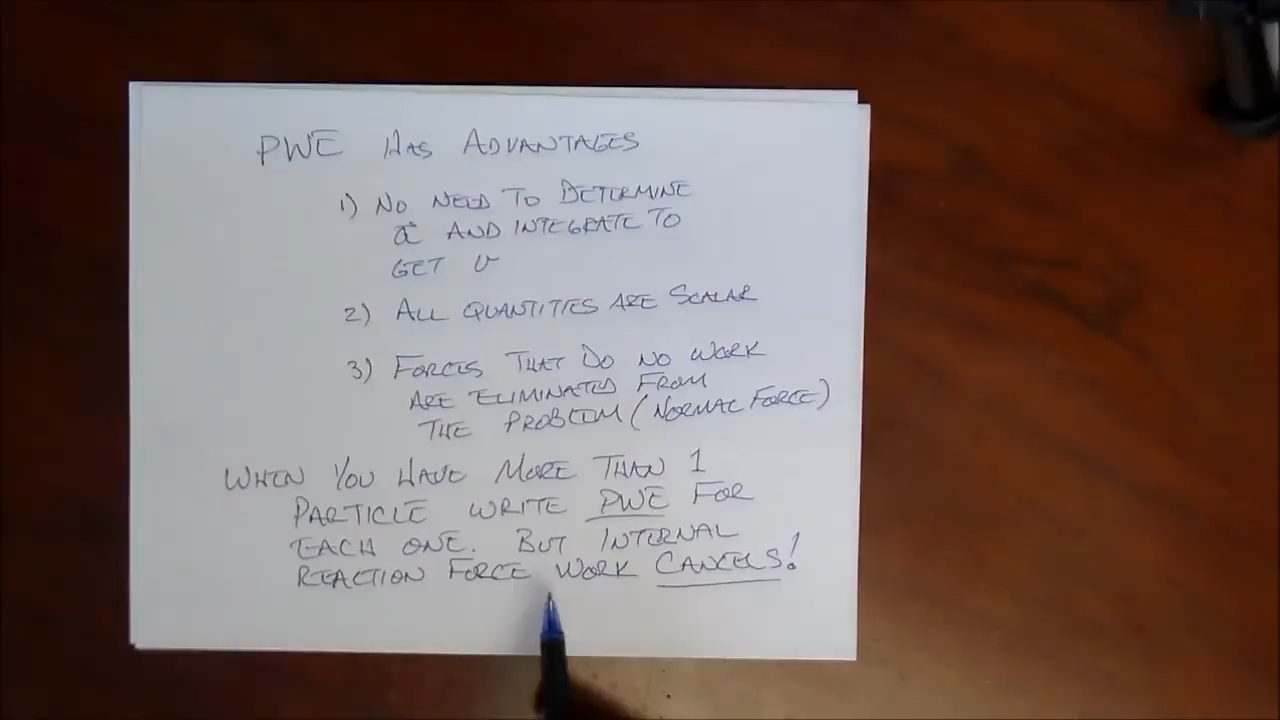 PWE HAS ADVANTAGES
1) NO NEED TO DETERMINE
a⃗ AND INTEGRATE TO
GET v
2) ALL QUANTITIES ARE SCALAR
3) FORCES THAT DO NO WORK
ARE ELIMINATED FROM
THE PROBLEM (NORMAL FORCE)
WHEN YOU HAVE MORE THAN 1
PARTICLE WRITE PWE FOR
EACH ONE. BUT INTERNAL
REACTION FORCE WORK CANCELS!